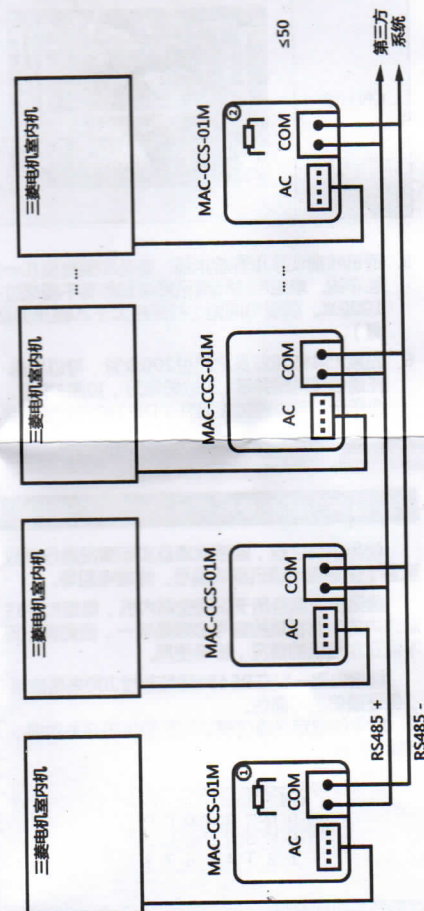 三菱电机室内机
三菱电机室内机
三菱电机室内机
三菱电机室内机
……
MAC-CCS-01M
①
AC
COM
MAC-CCS-01M
AC
COM
MAC-CCS-01M
AC
COM
……
MAC-CCS-01M
②
AC
COM
≤50
RS485 +
RS485 -
第三方
系统